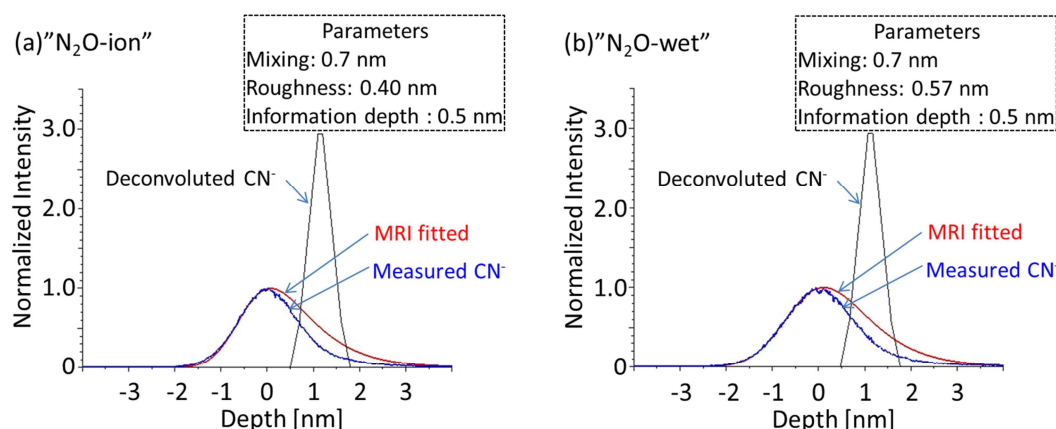 (a)”N₂O-ion”
Parameters
Mixing: 0.7 nm
Roughness: 0.40 nm
Information depth : 0.5 nm
Normalized Intensity
3.0
2.0
1.0
0
Deconvoluted CN⁻
MRI fitted
Measured CN⁻
-3 -2 -1 0 1 2 3
Depth [nm]
(b)”N₂O-wet”
Parameters
Mixing: 0.7 nm
Roughness: 0.57 nm
Information depth : 0.5 nm
Normalized Intensity
3.0
2.0
1.0
0
Deconvoluted CN⁻
MRI fitted
Measured CN⁻
-3 -2 -1 0 1 2 3
Depth [nm]